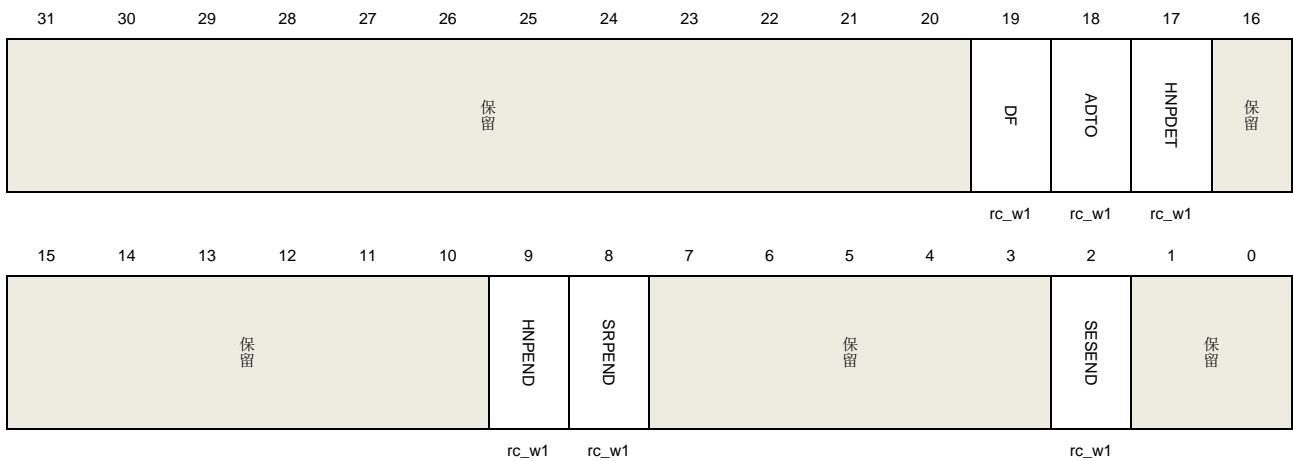 31 30 29 28 27 26 25 24 23 22 21 20 19 18 17 16
保留 DF ADTO HNPDET 保留
rc_w1 rc_w1 rc_w1
15 14 13 12 11 10 9 8 7 6 5 4 3 2 1 0
保留 HNPEND SRPEND 保留 SESEND 保留
rc_w1 rc_w1 rc_w1